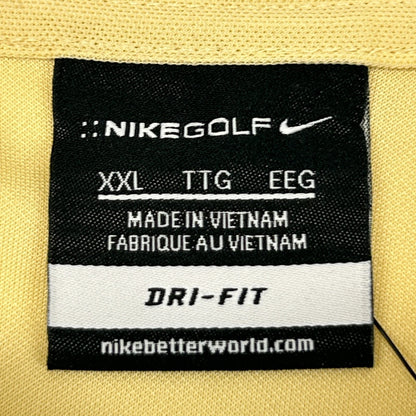 ::NIKEGOLF
XXL TTG EEG
MADE IN VIETNAM
FABRIQUE AU VIETNAM
DRI-FIT
nikebetterworld.com